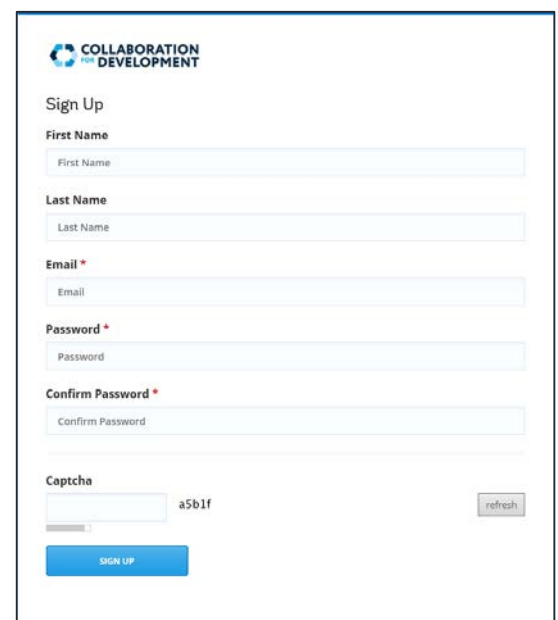 COLLABORATION
FOR DEVELOPMENT
Sign Up
First Name
First Name
Last Name
Last Name
Email *
Email
Password *
Password
Confirm Password *
Confirm Password
Captcha
a5b1f refresh
SIGN UP